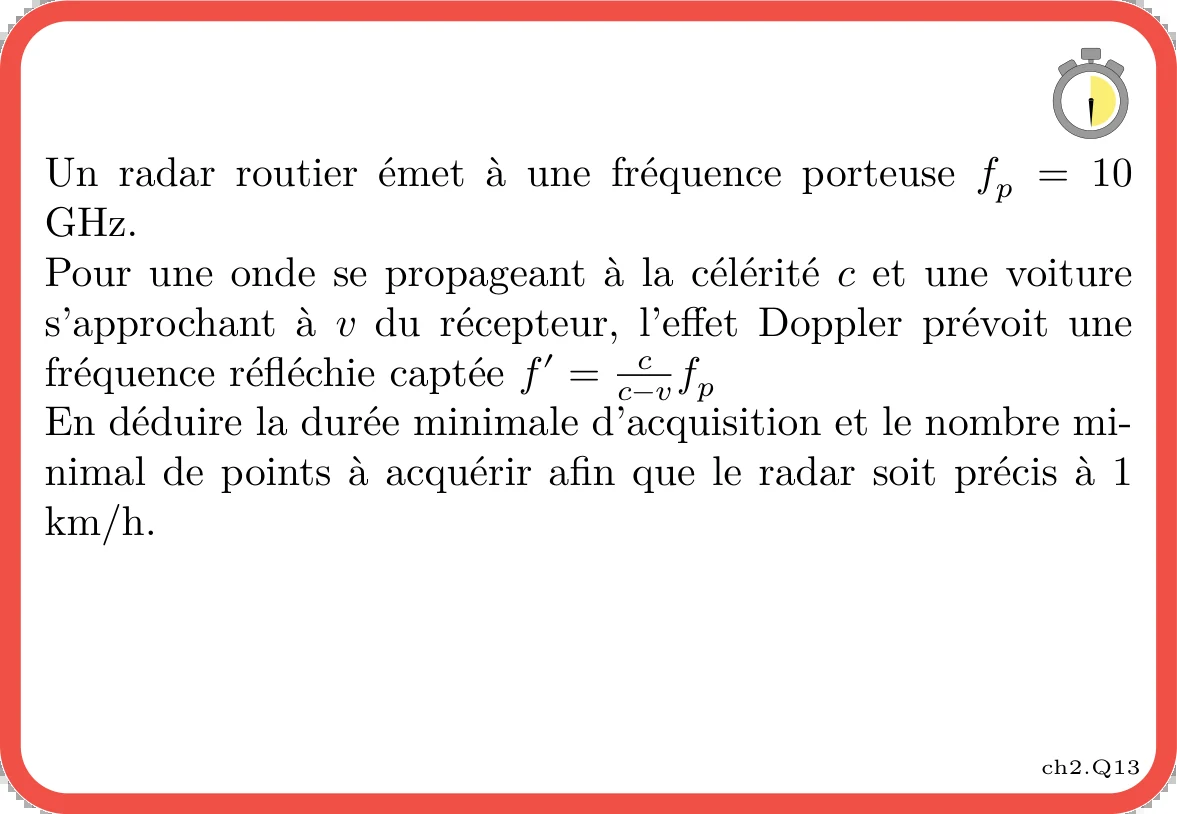 Un radar routier émet à une fréquence porteuse f_p = 10
GHz.
Pour une onde se propageant à la célérité c et une voiture
s'approchant à v du récepteur, l'effet Doppler prévoit une
fréquence réfléchie captée f′ = \frac{c}{c−v} f_p
En déduire la durée minimale d'acquisition et le nombre mi-
nimal de points à acquérir afin que le radar soit précis à 1
km/h.
ch2.Q13